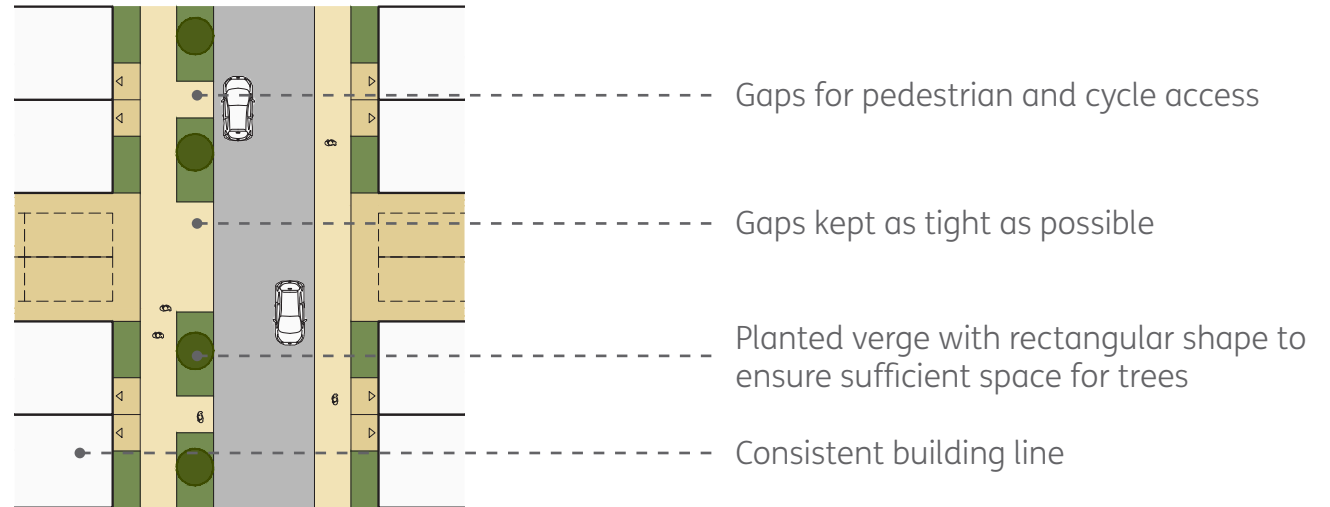 Gaps for pedestrian and cycle access
Gaps kept as tight as possible
Planted verge with rectangular shape to
ensure sufficient space for trees
Consistent building line